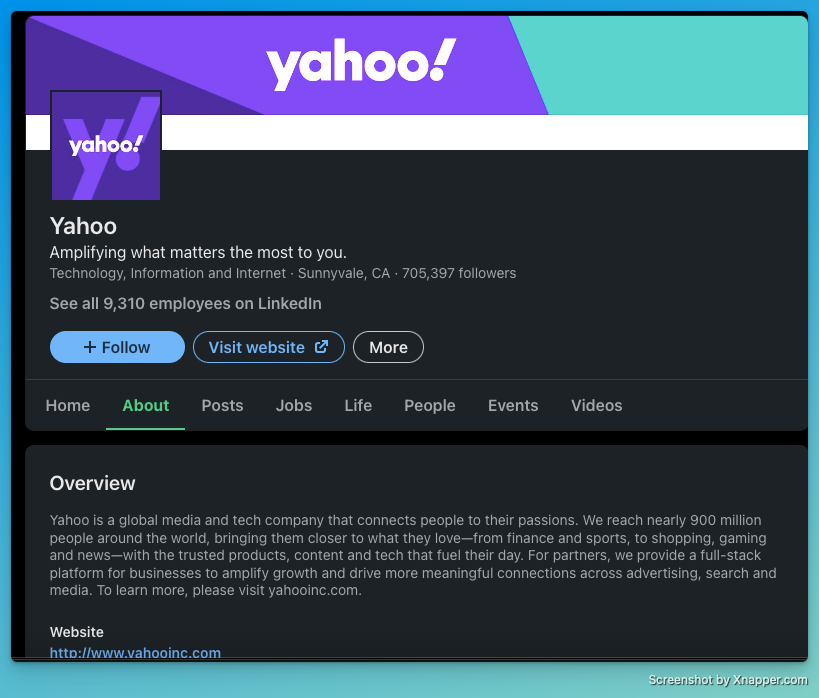 yahoo!
yahoo!
Yahoo
Amplifying what matters the most to you.
Technology, Information and Internet · Sunnyvale, CA · 705,397 followers
See all 9,310 employees on LinkedIn
+ Follow
Visit website
More
Home
About
Posts
Jobs
Life
People
Events
Videos
Overview
Yahoo is a global media and tech company that connects people to their passions. We reach nearly 900 million
people around the world, bringing them closer to what they love—from finance and sports, to shopping, gaming
and news—with the trusted products, content and tech that fuel their day. For partners, we provide a full-stack
platform for businesses to amplify growth and drive more meaningful connections across advertising, search and
media. To learn more, please visit yahooinc.com.
Website
http://www.yahooinc.com
Screenshot by Xnapper.com